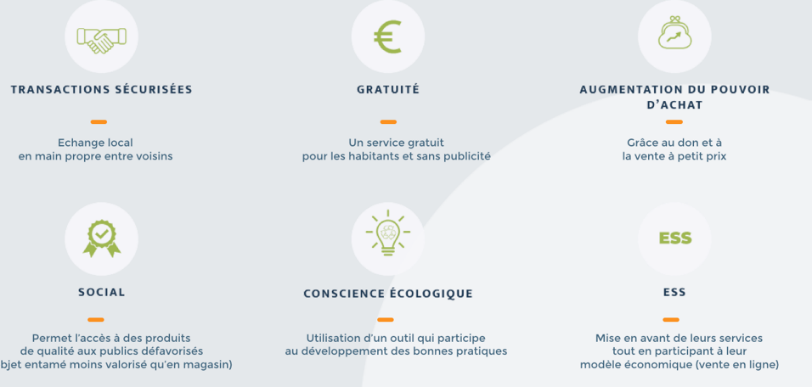 TRANSACTIONS SÉCURISÉES
Echange local
en main propre entre voisins
GRATUITÉ
Un service gratuit
pour les habitants et sans publicité
AUGMENTATION DU POUVOIR
D'ACHAT
Grâce au don et à
la vente à petit prix
SOCIAL
Permet l'accès à des produits
de qualité aux publics défavorisés
bjet entamé moins valorisé qu'en magasin)
CONSCIENCE ÉCOLOGIQUE
Utilisation d'un outil qui participe
au développement des bonnes pratiques
ESS
ESS
Mise en avant de leurs services
tout en participant à leur
modèle économique (vente en ligne)